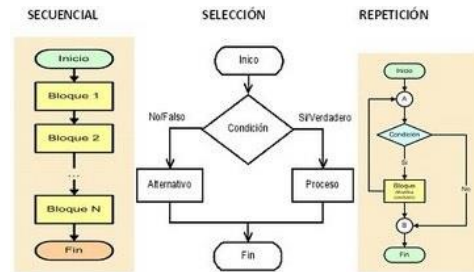 SECUENCIAL
Inicio
Bloque 1
Bloque 2
...
Bloque N
Fin
SELECCIÓN
Inico
No/Falso
Si/Verdadero
Condición
Alternativo
Proceso
Fin
REPETICIÓN
Inicio
A
Condición
Si
No
Bloque
B
Fin